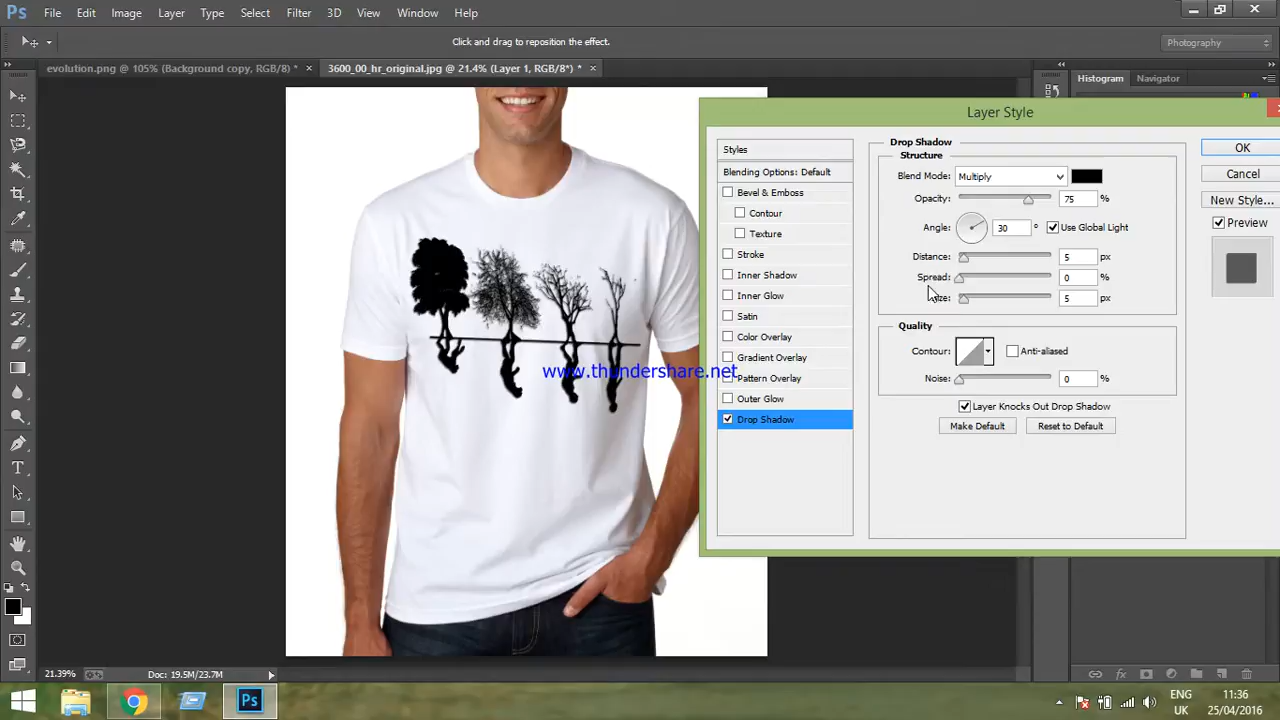 Ps File Edit Image Layer Type Select Filter 3D View Window Help
Click and drag to reposition the effect.
Photography
evolution.png @ 105% (Background copy, RGB/8) * ×
3600_00_hr_original.jpg @ 21.4% (Layer 1, RGB/8*) * ×
Histogram Navigator
Layer Style
Styles
Blending Options: Default
Bevel & Emboss
Contour
Texture
Stroke
Inner Shadow
Inner Glow
Satin
Color Overlay
Gradient Overlay
Pattern Overlay
Outer Glow
Drop Shadow
Drop Shadow
Structure
Blend Mode: Multiply
Opacity: 75 %
Angle: 30 ° Use Global Light
Distance: 5 px
Spread: 0 %
5 px
Quality
Contour: Anti-aliased
Noise: 0 %
Layer Knocks Out Drop Shadow
Make Default Reset to Default
OK
Cancel
New Style...
Preview
www.thundershare.net
21.39% Doc: 19.5M/23.7M
fx
Ps
ENG 11:36
UK 25/04/2016